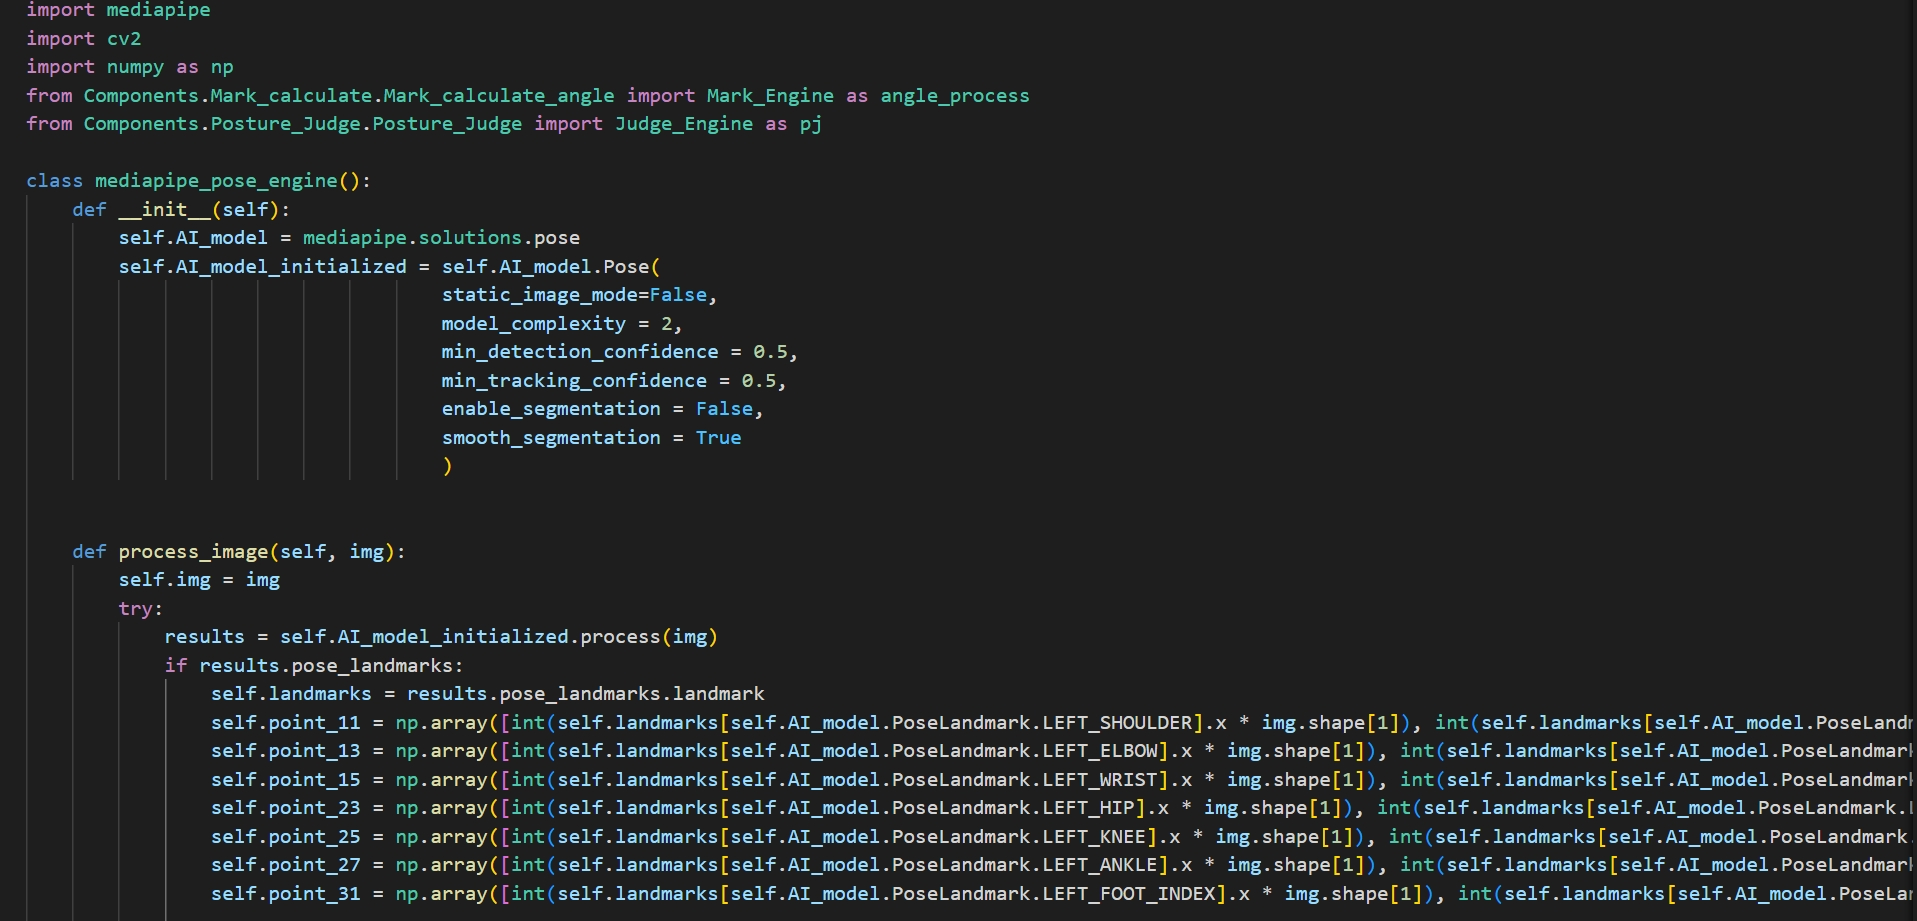 import mediapipe
import cv2
import numpy as np
from Components.Mark_calculate.Mark_calculate_angle import Mark_Engine as angle_process
from Components.Posture_Judge.Posture_Judge import Judge_Engine as pj
class mediapipe_pose_engine():
def __init__(self):
self.AI_model = mediapipe.solutions.pose
self.AI_model_initialized = self.AI_model.Pose(
static_image_mode=False,
model_complexity = 2,
min_detection_confidence = 0.5,
min_tracking_confidence = 0.5,
enable_segmentation = False,
smooth_segmentation = True
)
def process_image(self, img):
self.img = img
try:
results = self.AI_model_initialized.process(img)
if results.pose_landmarks:
self.landmarks = results.pose_landmarks.landmark
self.point_11 = np.array([int(self.landmarks[self.AI_model.PoseLandmark.LEFT_SHOULDER].x * img.shape[1]), int(self.landmarks[self.AI_model.PoseLand
self.point_13 = np.array([int(self.landmarks[self.AI_model.PoseLandmark.LEFT_ELBOW].x * img.shape[1]), int(self.landmarks[self.AI_model.PoseLandmar
self.point_15 = np.array([int(self.landmarks[self.AI_model.PoseLandmark.LEFT_WRIST].x * img.shape[1]), int(self.landmarks[self.AI_model.PoseLandmar
self.point_23 = np.array([int(self.landmarks[self.AI_model.PoseLandmark.LEFT_HIP].x * img.shape[1]), int(self.landmarks[self.AI_model.PoseLandmark.
self.point_25 = np.array([int(self.landmarks[self.AI_model.PoseLandmark.LEFT_KNEE].x * img.shape[1]), int(self.landmarks[self.AI_model.PoseLandmark.
self.point_27 = np.array([int(self.landmarks[self.AI_model.PoseLandmark.LEFT_ANKLE].x * img.shape[1]), int(self.landmarks[self.AI_model.PoseLandmar
self.point_31 = np.array([int(self.landmarks[self.AI_model.PoseLandmark.LEFT_FOOT_INDEX].x * img.shape[1]), int(self.landmarks[self.AI_model.PoseLa